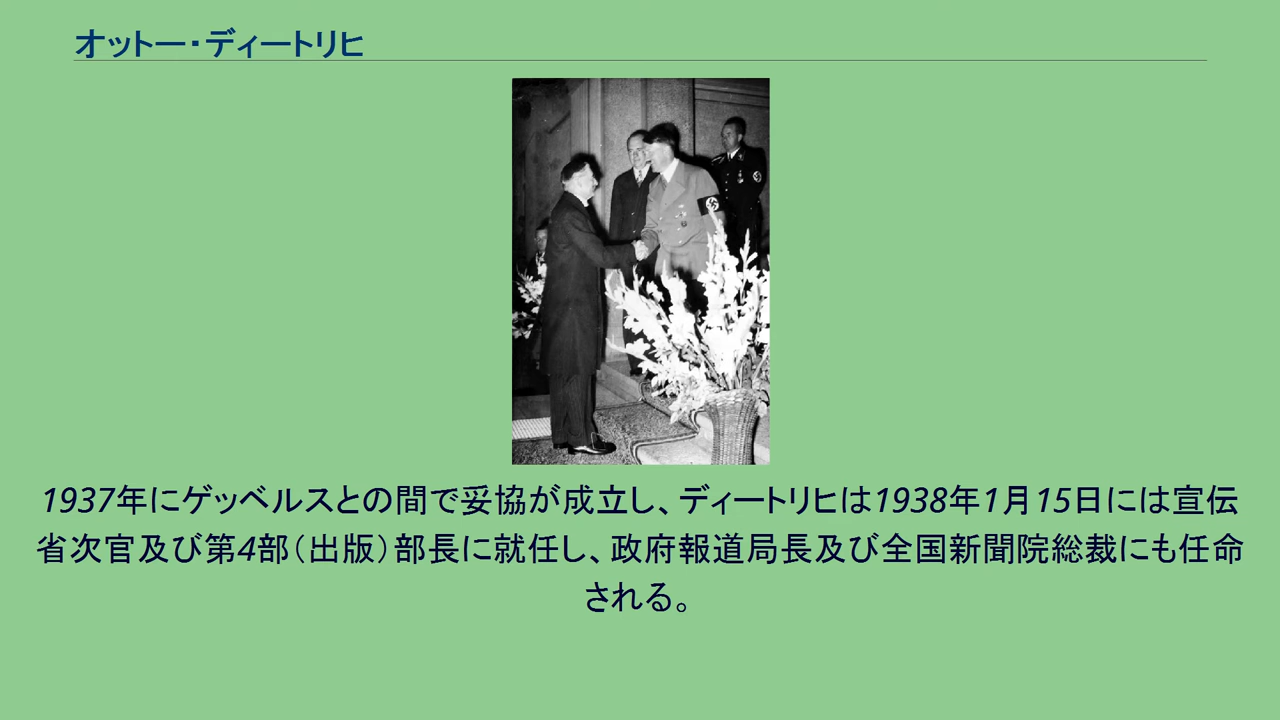 オットー・ディートリヒ
1937年にゲッベルスとの間で妥協が成立し、ディートリヒは1938年1月15日には宣伝
省次官及び第4部（出版）部長に就任し、政府報道局長及び全国新聞院総裁にも任命
される。